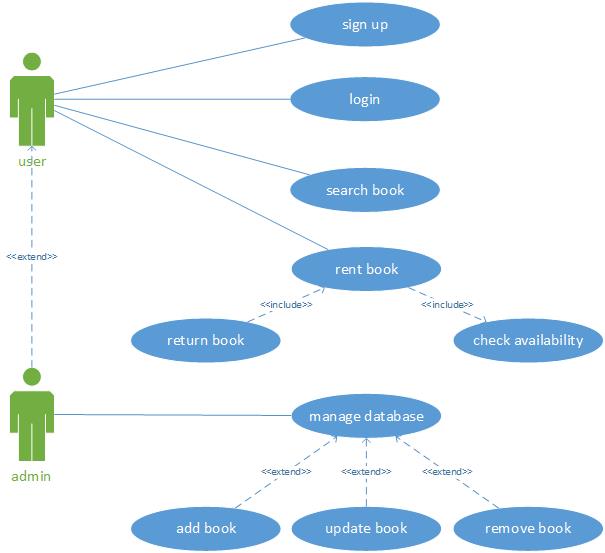 sign up
login
user
search book
<<extend>>
rent book
<<include>>
<<include>>
return book
check availability
manage database
admin
<<extend>>
<<extend>>
<<extend>>
add book
update book
remove book